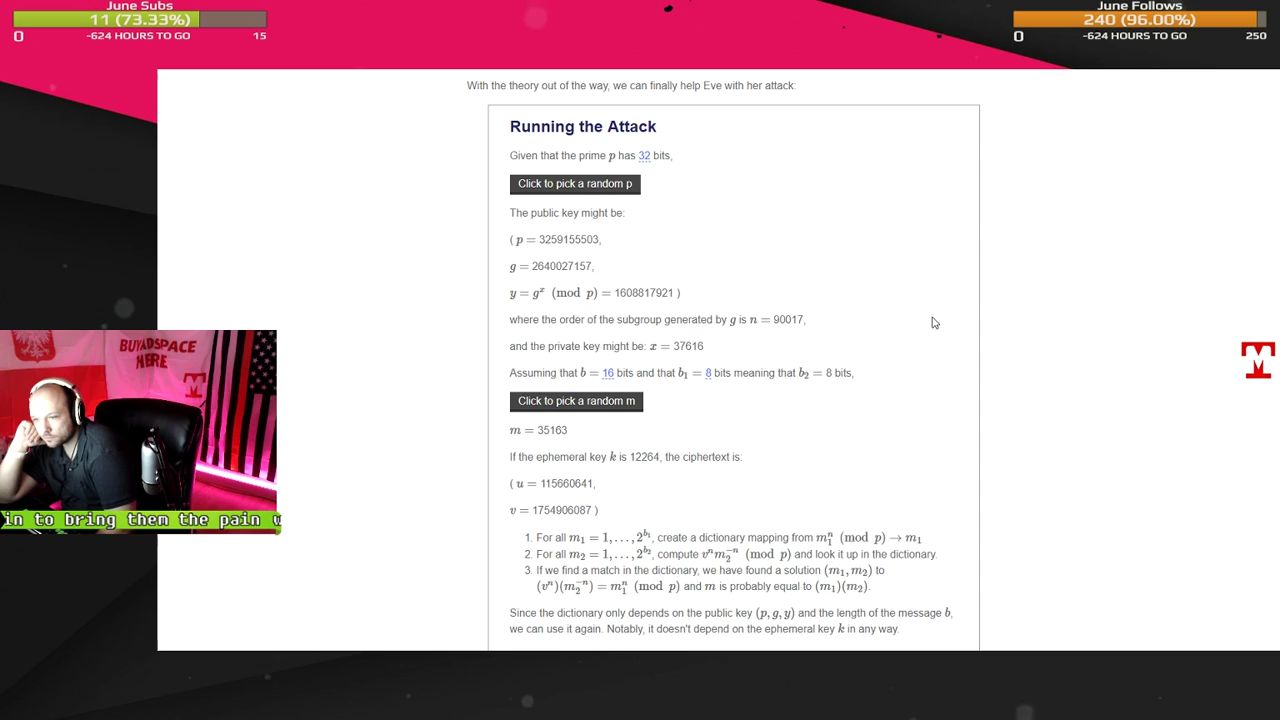 June Subs
11 (73.33%)
0
-624 HOURS TO GO
15
June Follows
240 (96.00%)
0
-624 HOURS TO GO
250
With the theory out of the way, we can finally help Eve with her attack:
Running the Attack
Given that the prime p has 32 bits,
Click to pick a random p
The public key might be:
( p = 3259155503,
g = 2640027157,
y = gˣ (mod p) = 1608817921 )
where the order of the subgroup generated by g is n = 90017,
and the private key might be: x = 37616
Assuming that b = 16 bits and that b₁ = 8 bits meaning that b₂ = 8 bits,
Click to pick a random m
m = 35163
If the ephemeral key k is 12264, the ciphertext is:
( u = 115660641,
v = 1754906087 )
1. For all m₁ = 1, . . . , 2^{b₁}, create a dictionary mapping from m₁ⁿ (mod p) → m₁
2. For all m₂ = 1, . . . , 2^{b₂}, compute vⁿm₂⁻ⁿ (mod p) and look it up in the dictionary.
3. If we find a match in the dictionary, we have found a solution (m₁, m₂) to
(vⁿ)(m₂⁻ⁿ) = m₁ⁿ (mod p) and m is probably equal to (m₁)(m₂).
Since the dictionary only depends on the public key (p, g, y) and the length of the message b,
we can use it again. Notably, it doesn't depend on the ephemeral key k in any way.
BUY ADSPACE
HERE
in to bring them the pain w